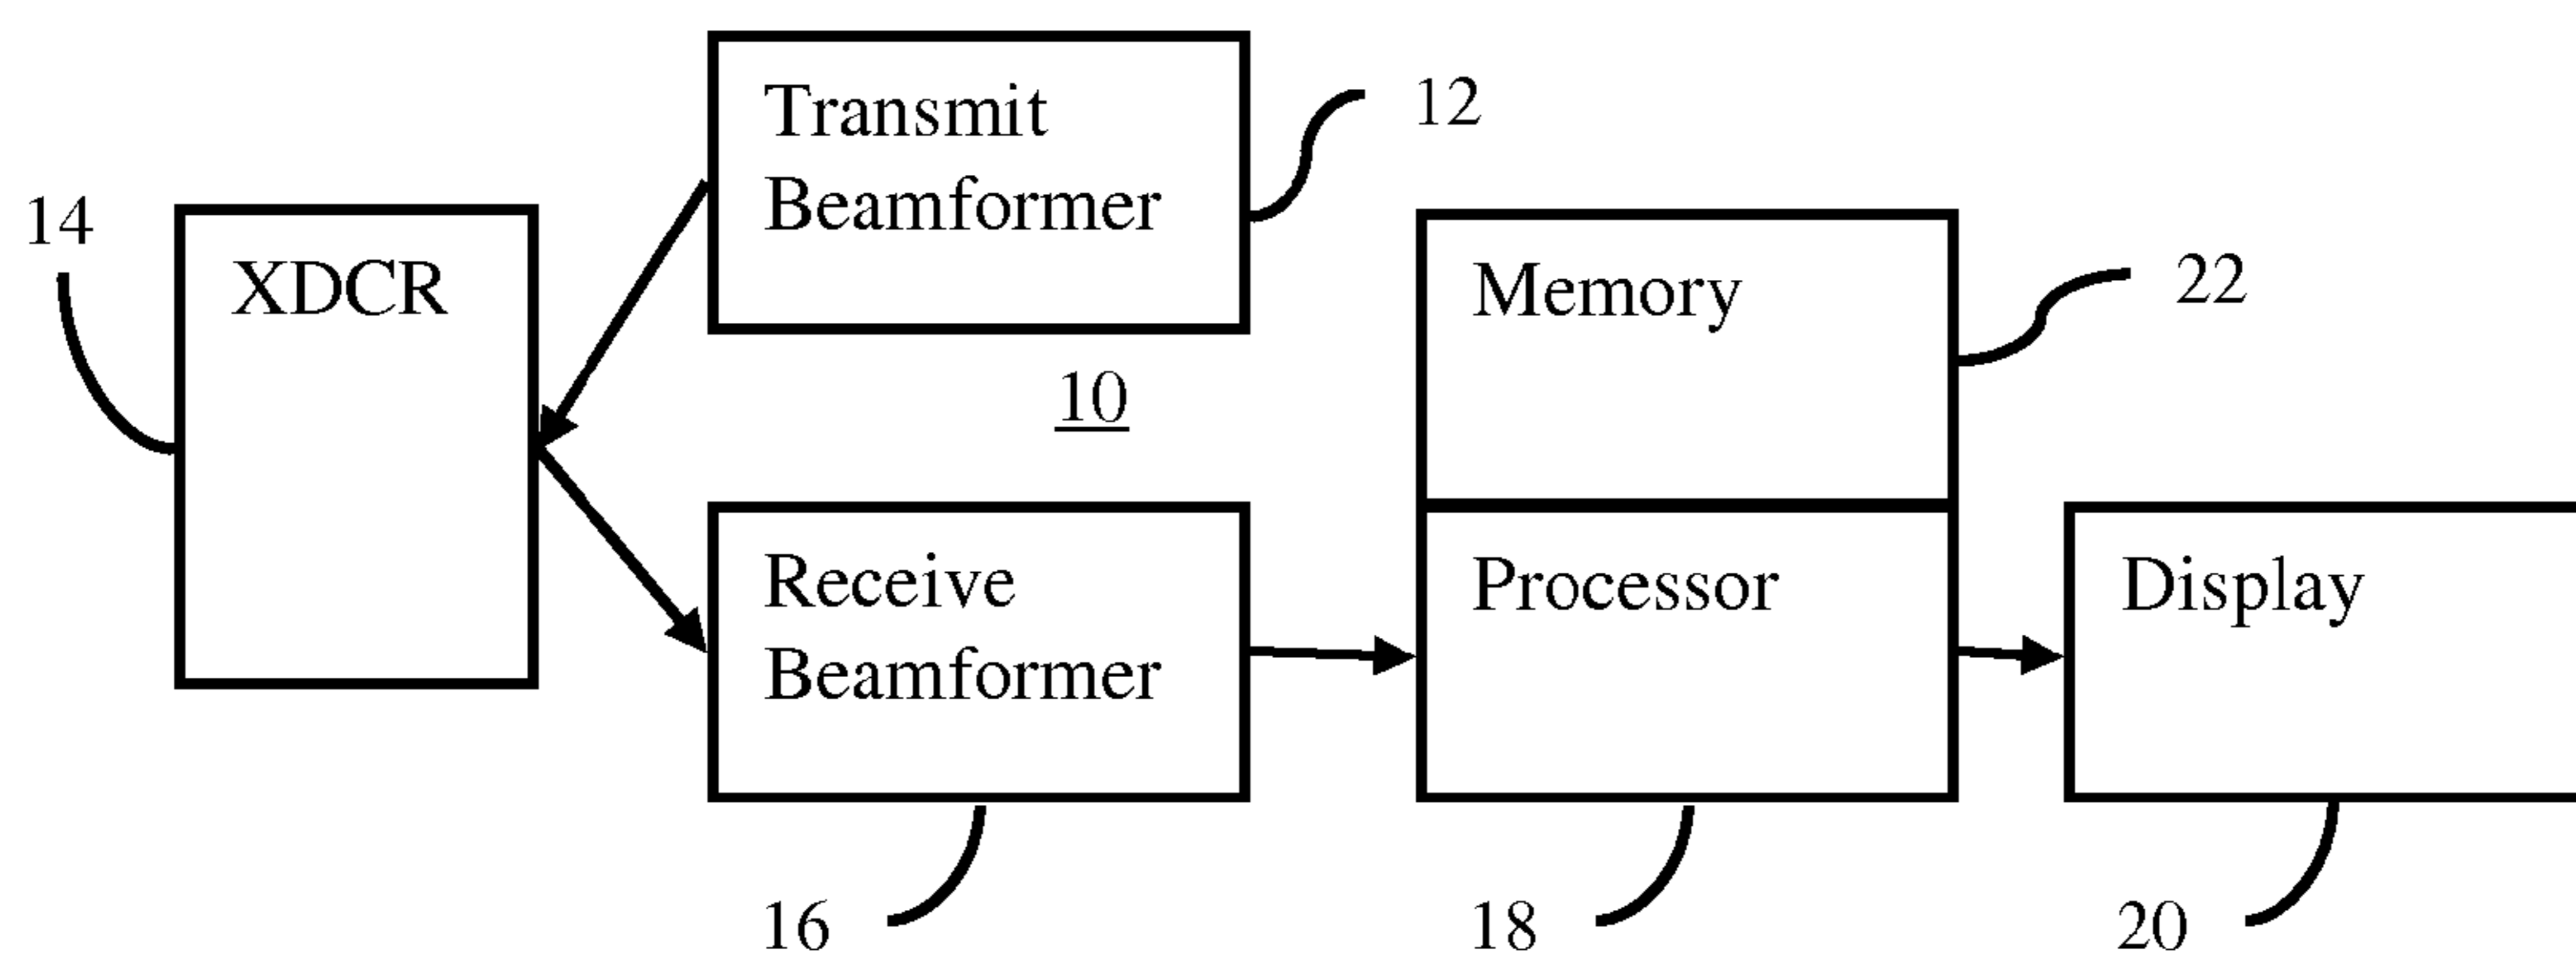 Transmit
Beamformer
12
14
XDCR
Memory
22
10
Receive
Beamformer
Processor
Display
16
18
20